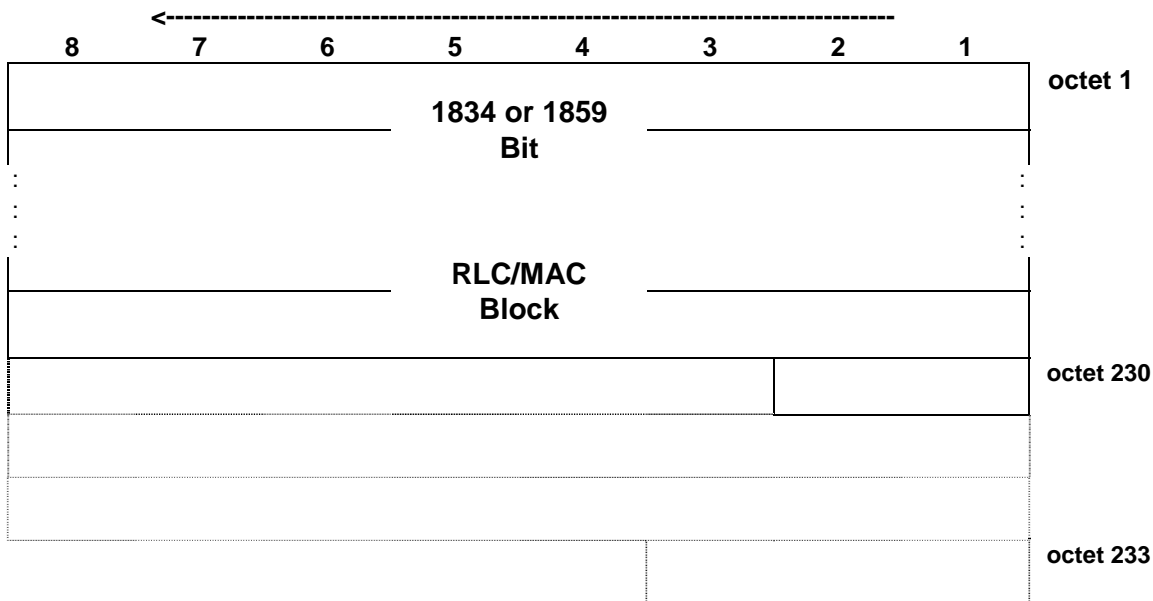 <--------------------------------------------------------------------------------
8 7 6 5 4 3 2 1
octet 1
1834 or 1859
Bit
: :
: :
: :
RLC/MAC
Block
octet 230
octet 233